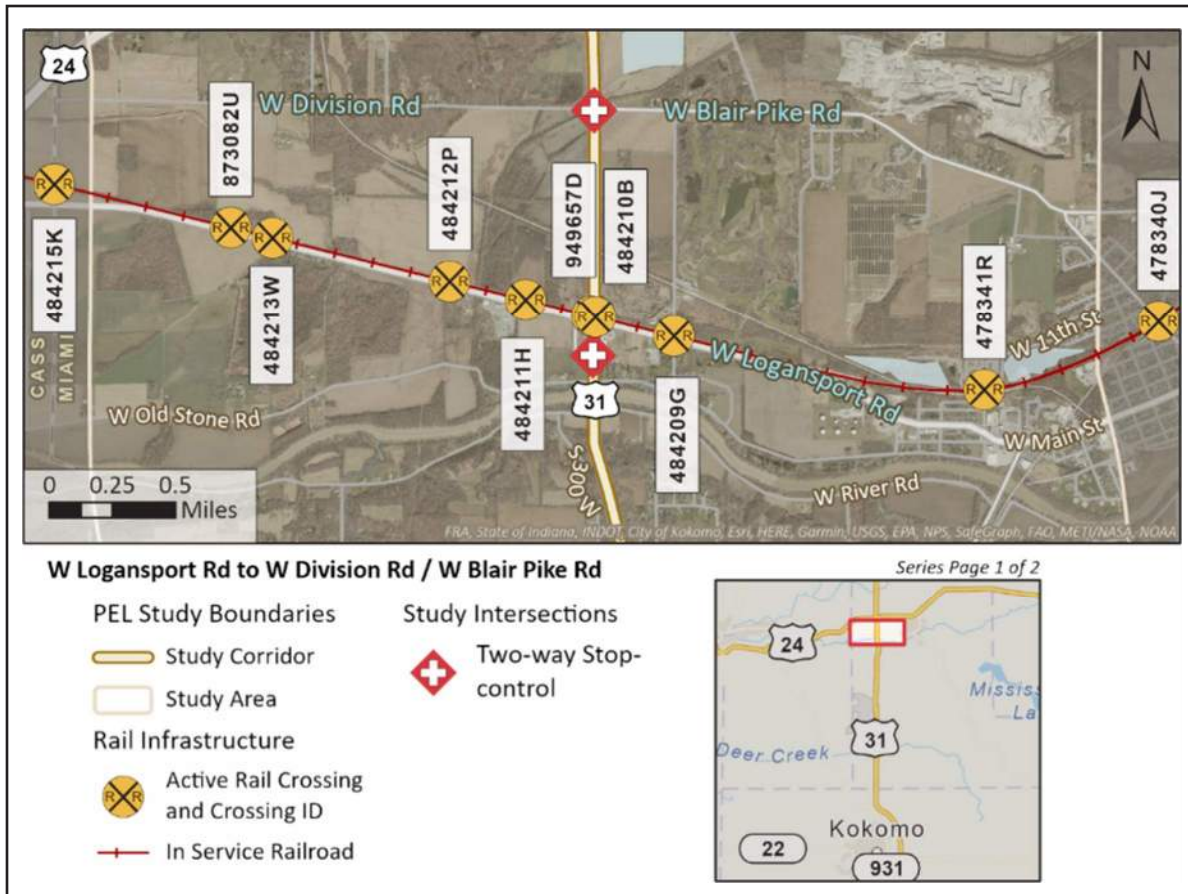 24
W Division Rd
W Blair Pike Rd
N
873082U
484212P
949657D
484210B
478340J
484215K
484213W
484211H
484209G
478341R
CASS
MIAMI
W 11th St
W Logansport Rd
W Old Stone Rd
31
S 300 W
W Main St
W River Rd
0 0.25 0.5
Miles
FRA, State of Indiana, INDOT, City of Kokomo, Esri, HERE, Garmin, USGS, EPA, NPS, SafeGraph, FAO, METI/NASA, NOAA
W Logansport Rd to W Division Rd / W Blair Pike Rd
Series Page 1 of 2
PEL Study Boundaries
Study Corridor
Study Area
Rail Infrastructure
Active Rail Crossing
and Crossing ID
In Service Railroad
Study Intersections
Two-way Stop-
control
24
Mississ
La
31
Deer Creek
Kokomo
22
931